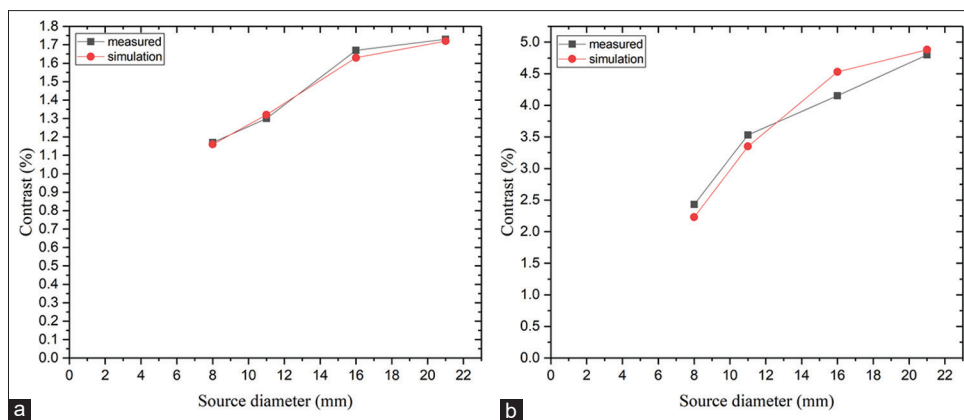 measured
simulation
Contrast (%)
1.8
1.7
1.6
1.5
1.4
1.3
1.2
1.1
1.0
0.9
0.8
0.7
0.6
0.5
0.4
0.3
0.2
0.1
0.0
0 2 4 6 8 10 12 14 16 18 20 22
Source diameter (mm)
a
measured
simulation
Contrast (%)
5.0
4.5
4.0
3.5
3.0
2.5
2.0
1.5
1.0
0.5
0.0
0 2 4 6 8 10 12 14 16 18 20 22
Source diameter (mm)
b